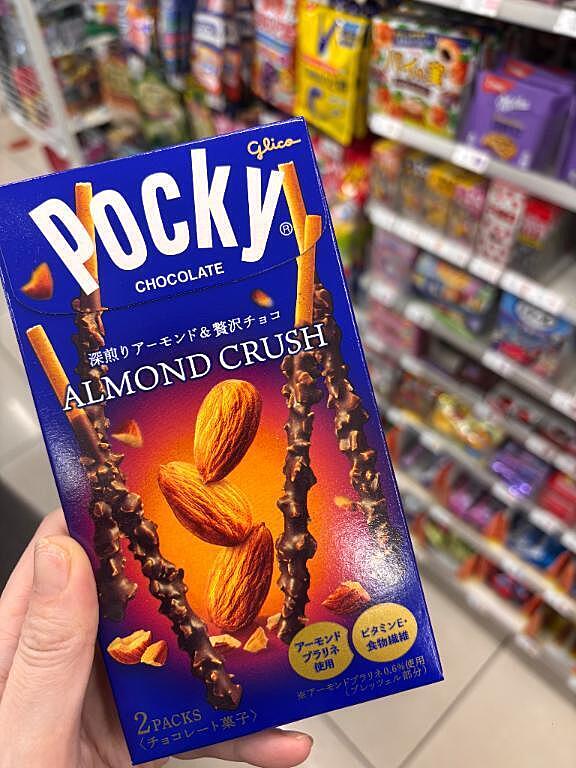 Glico
Pocky®
CHOCOLATE
深煎りアーモンド&贅沢チョコ
ALMOND CRUSH
アーモンド
プラリネ
使用
ビタミンE・
食物繊維
※アーモンドプラリネ0.6%使用
(プレッツェル部分)
2 PACKS
〈チョコレート菓子〉
Milka